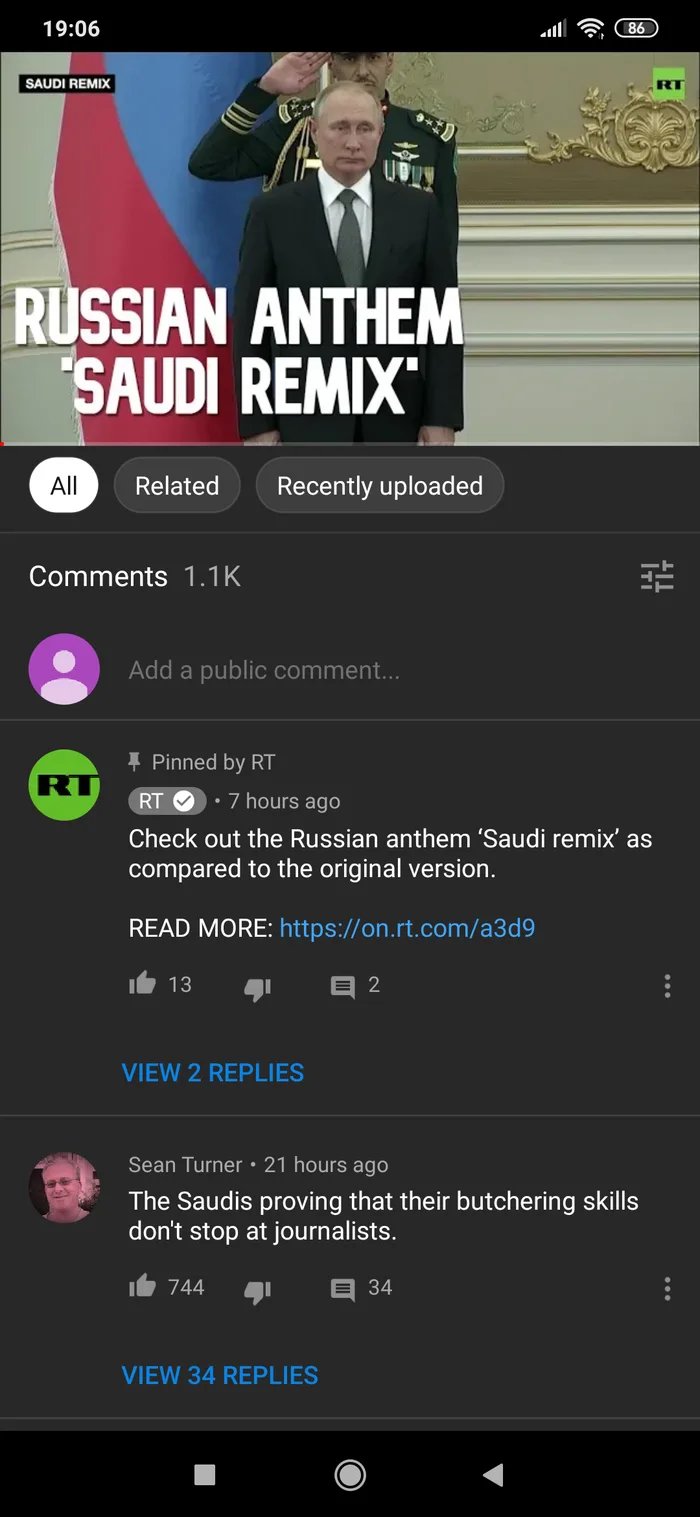 19:06
86
SAUDI REMIX
RT
RUSSIAN ANTHEM
'SAUDI REMIX'
All
Related
Recently uploaded
Comments 1.1K
Add a public comment...
RT
Pinned by RT
RT • 7 hours ago
Check out the Russian anthem ‘Saudi remix’ as
compared to the original version.
READ MORE: https://on.rt.com/a3d9
13
2
VIEW 2 REPLIES
Sean Turner • 21 hours ago
The Saudis proving that their butchering skills
don't stop at journalists.
744
34
VIEW 34 REPLIES